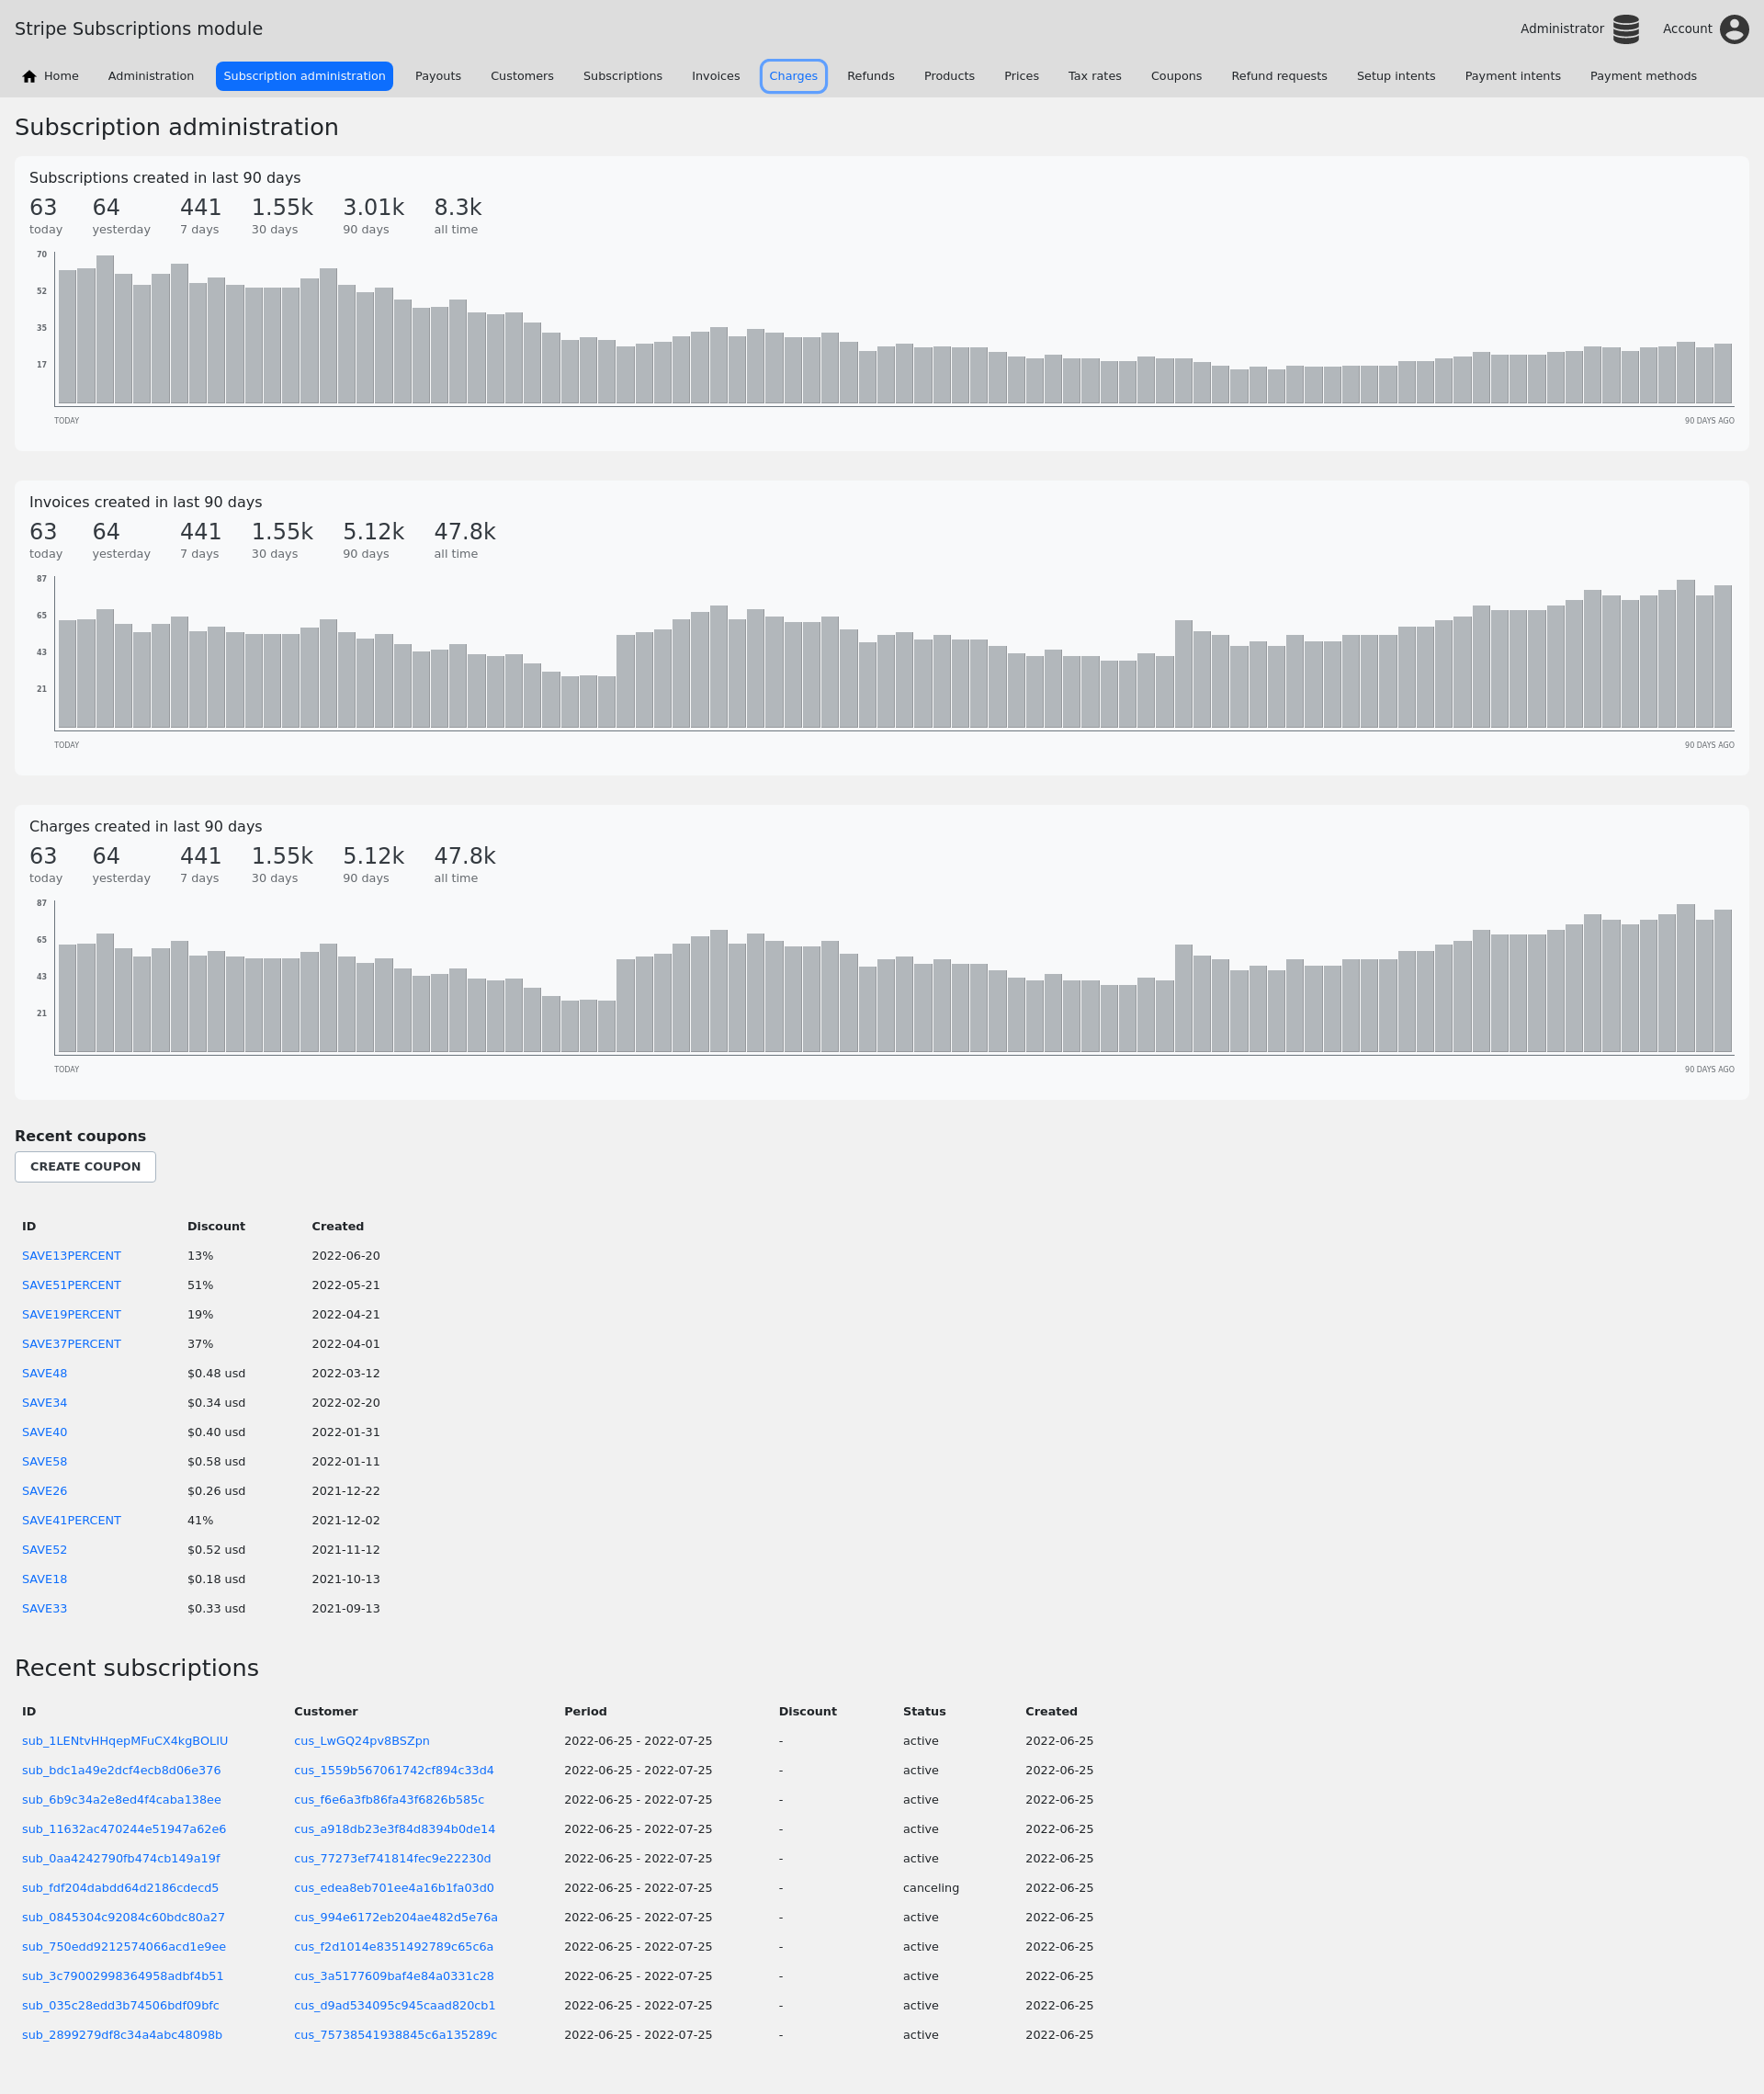 Stripe Subscriptions module
Administrator Account
Home Administration Subscription administration Payouts Customers Subscriptions Invoices Charges Refunds Products Prices Tax rates Coupons Refund requests Setup intents Payment intents Payment methods
Subscription administration
Subscriptions created in last 90 days
63 64 441 1.55k 3.01k 8.3k
today yesterday 7 days 30 days 90 days all time
70
52
35
17
TODAY 90 DAYS AGO
Invoices created in last 90 days
63 64 441 1.55k 5.12k 47.8k
today yesterday 7 days 30 days 90 days all time
87
65
43
21
TODAY 90 DAYS AGO
Charges created in last 90 days
63 64 441 1.55k 5.12k 47.8k
today yesterday 7 days 30 days 90 days all time
87
65
43
21
TODAY 90 DAYS AGO
Recent coupons
CREATE COUPON
ID Discount Created
SAVE13PERCENT 13% 2022-06-20
SAVE51PERCENT 51% 2022-05-21
SAVE19PERCENT 19% 2022-04-21
SAVE37PERCENT 37% 2022-04-01
SAVE48 $0.48 usd 2022-03-12
SAVE34 $0.34 usd 2022-02-20
SAVE40 $0.40 usd 2022-01-31
SAVE58 $0.58 usd 2022-01-11
SAVE26 $0.26 usd 2021-12-22
SAVE41PERCENT 41% 2021-12-02
SAVE52 $0.52 usd 2021-11-12
SAVE18 $0.18 usd 2021-10-13
SAVE33 $0.33 usd 2021-09-13
Recent subscriptions
ID Customer Period Discount Status Created
sub_1LENtvHHqepMFuCX4kgBOLIU cus_LwGQ24pv8BSZpn 2022-06-25 - 2022-07-25 - active 2022-06-25
sub_bdc1a49e2dcf4ecb8d06e376 cus_1559b567061742cf894c33d4 2022-06-25 - 2022-07-25 - active 2022-06-25
sub_6b9c34a2e8ed4f4caba138ee cus_f6e6a3fb86fa43f6826b585c 2022-06-25 - 2022-07-25 - active 2022-06-25
sub_11632ac470244e51947a62e6 cus_a918db23e3f84d8394b0de14 2022-06-25 - 2022-07-25 - active 2022-06-25
sub_0aa4242790fb474cb149a19f cus_77273ef741814fec9e22230d 2022-06-25 - 2022-07-25 - active 2022-06-25
sub_fdf204dabdd64d2186cdecd5 cus_edea8eb701ee4a16b1fa03d0 2022-06-25 - 2022-07-25 - canceling 2022-06-25
sub_0845304c92084c60bdc80a27 cus_994e6172eb204ae482d5e76a 2022-06-25 - 2022-07-25 - active 2022-06-25
sub_750edd9212574066acd1e9ee cus_f2d1014e8351492789c65c6a 2022-06-25 - 2022-07-25 - active 2022-06-25
sub_3c79002998364958adbf4b51 cus_3a5177609baf4e84a0331c28 2022-06-25 - 2022-07-25 - active 2022-06-25
sub_035c28edd3b74506bdf09bfc cus_d9ad534095c945caad820cb1 2022-06-25 - 2022-07-25 - active 2022-06-25
sub_2899279df8c34a4abc48098b cus_75738541938845c6a135289c 2022-06-25 - 2022-07-25 - active 2022-06-25